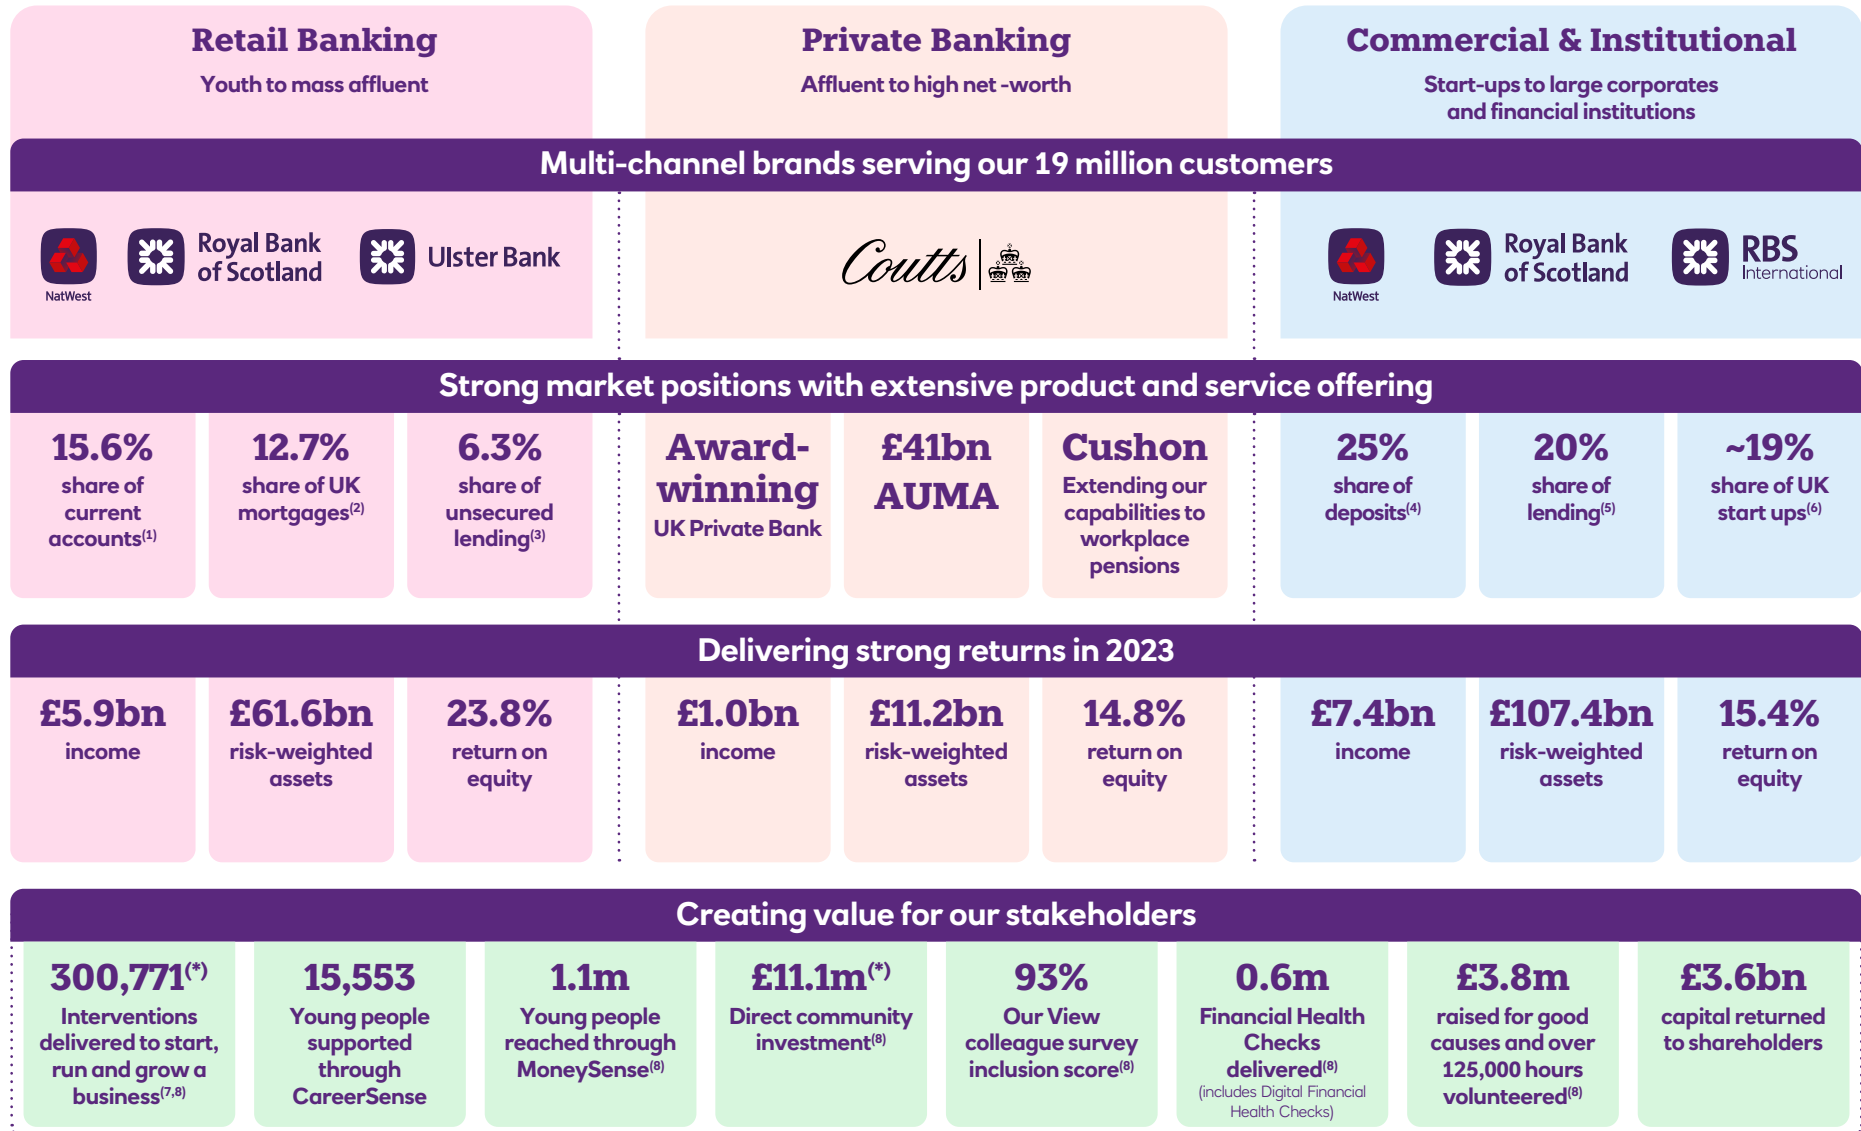 Retail Banking
Youth to mass affluent
Private Banking
Affluent to high net -worth
Commercial & Institutional
Start-ups to large corporates
and financial institutions
Multi-channel brands serving our 19 million customers
NatWest
Royal Bank
of Scotland
Ulster Bank
Coutts
NatWest
Royal Bank
of Scotland
RBS
International
Strong market positions with extensive product and service offering
15.6%
share of
current
accounts(1)
12.7%
share of UK
mortgages(2)
6.3%
share of
unsecured
lending(3)
Award-
winning
UK Private Bank
£41bn
AUMA
Cushon
Extending our
capabilities to
workplace
pensions
25%
share of
deposits(4)
20%
share of
lending(5)
~19%
share of UK
start ups(6)
Delivering strong returns in 2023
£5.9bn
income
£61.6bn
risk-weighted
assets
23.8%
return on
equity
£1.0bn
income
£11.2bn
risk-weighted
assets
14.8%
return on
equity
£7.4bn
income
£107.4bn
risk-weighted
assets
15.4%
return on
equity
Creating value for our stakeholders
300,771(*)
Interventions
delivered to start,
run and grow a
business(7,8)
15,553
Young people
supported
through
CareerSense
1.1m
Young people
reached through
MoneySense(8)
£11.1m(*)
Direct community
investment(8)
93%
Our View
colleague survey
inclusion score(8)
0.6m
Financial Health
Checks
delivered(8)
(includes Digital Financial
Health Checks)
£3.8m
raised for good
causes and over
125,000 hours
volunteered(8)
£3.6bn
capital returned
to shareholders